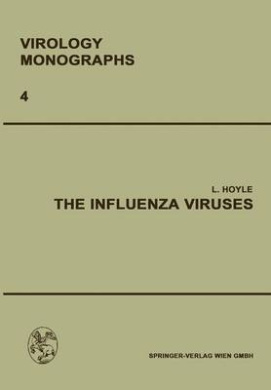 VIROLOGY
MONOGRAPHS
4
L. HOYLE
THE INFLUENZA VIRUSES
SPRINGER-VERLAG WIEN GMBH